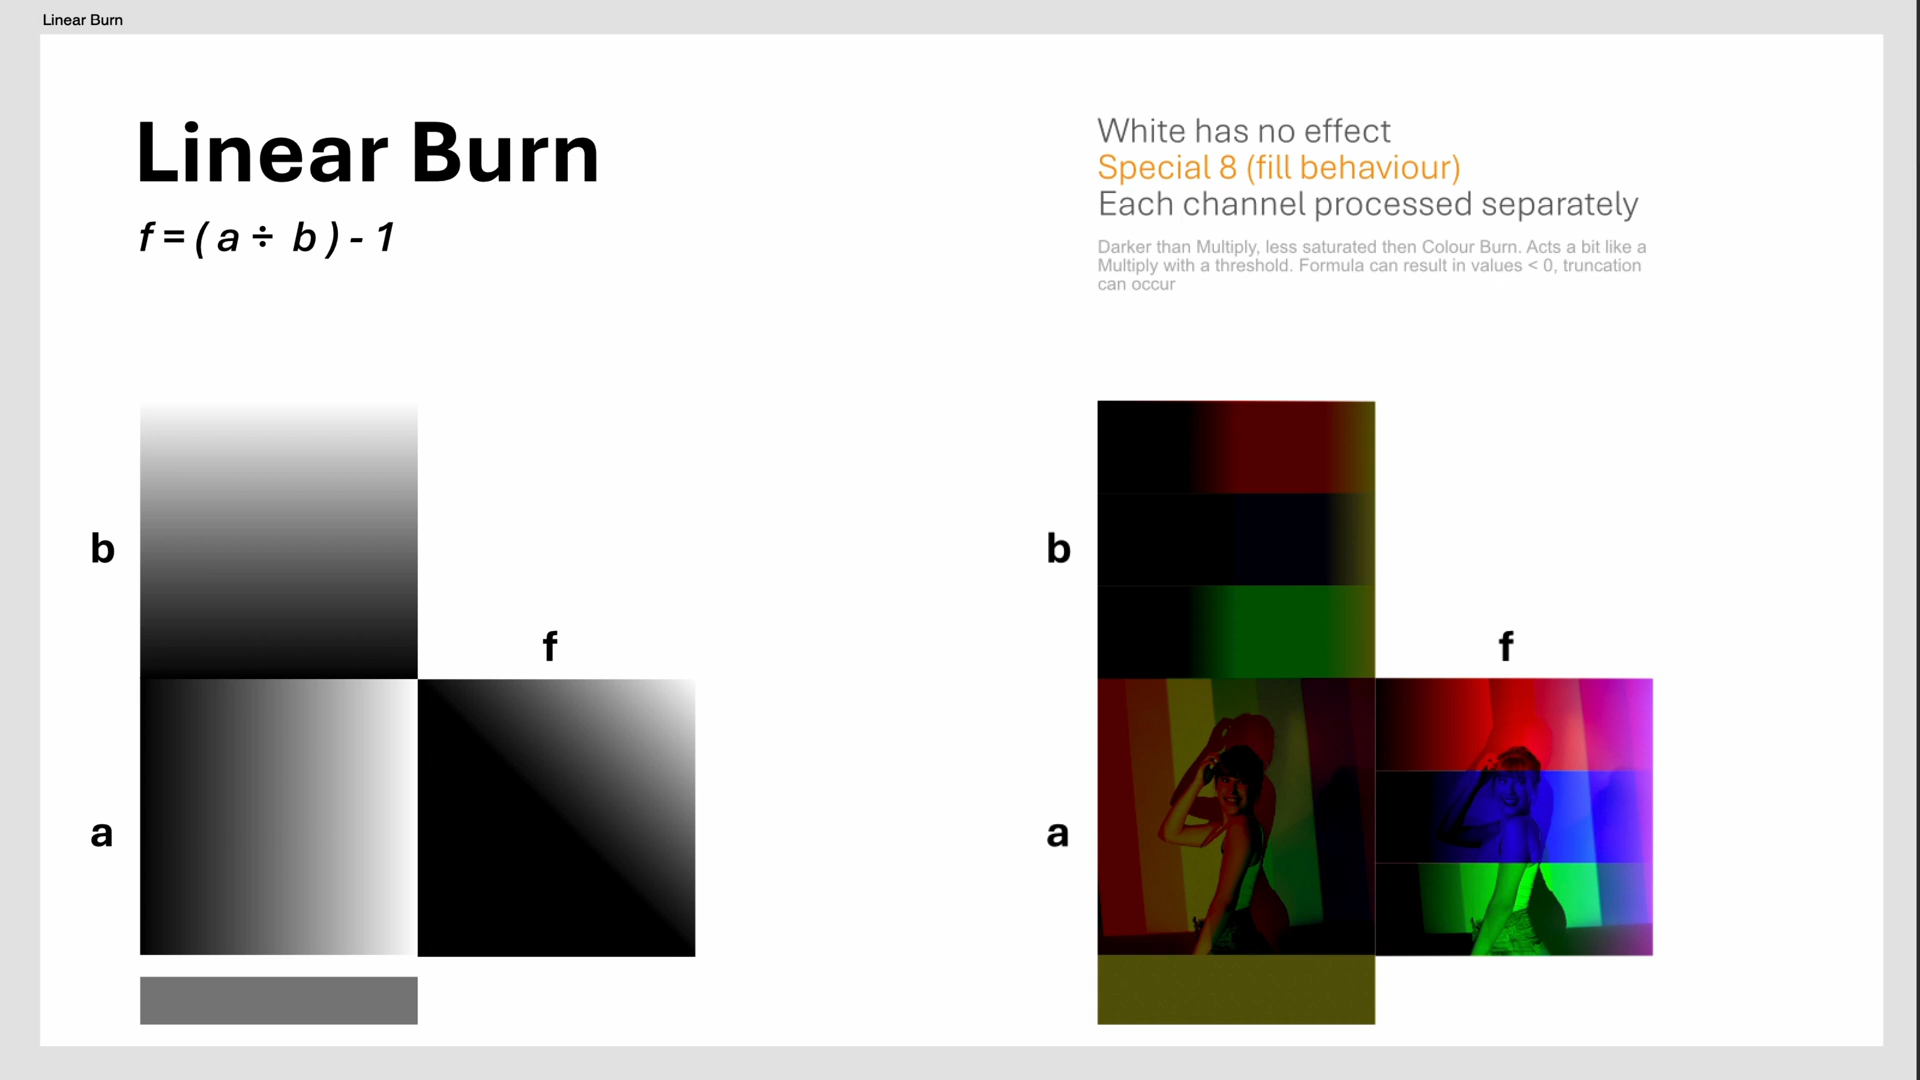 Linear Burn
Linear Burn
f = ( a ÷ b ) - 1
White has no effect
Special 8 (fill behaviour)
Each channel processed separately
Darker than Multiply, less saturated then Colour Burn. Acts a bit like a
Multiply with a threshold. Formula can result in values < 0, truncation
can occur
b
f
a
b
f
a